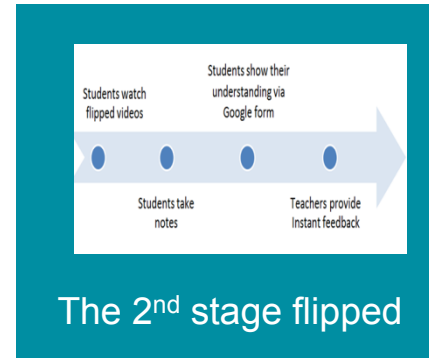 Students watch
flipped videos
Students take
notes
Students show their
understanding via
Google form
Teachers provide
Instant feedback
The 2nd stage flipped